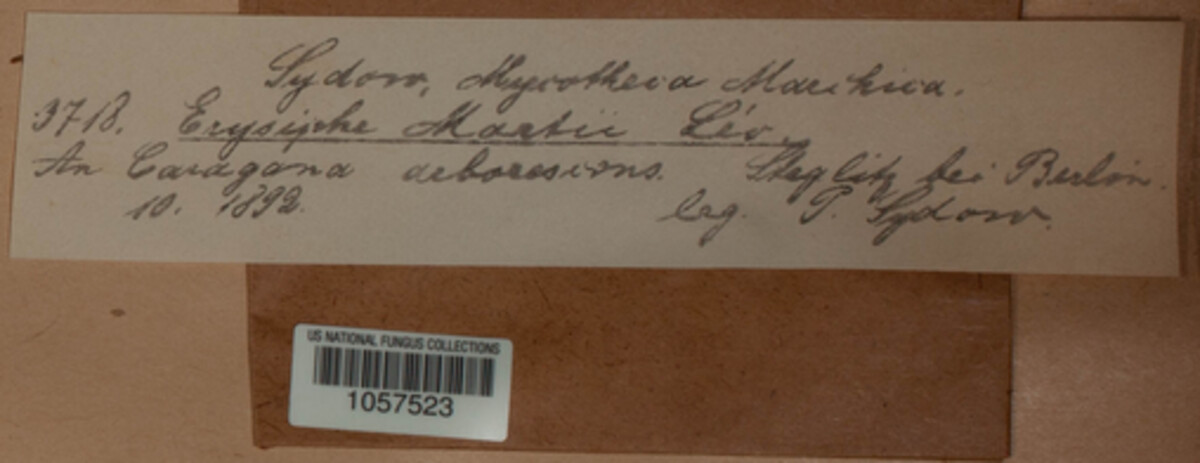 Sydow, Mycotheca Marchica.
3718. Erysiphe Martii Lév.
An Caragana arborescens. Steglitz bei Berlin.
10. 1892. leg. P. Sydow.
US NATIONAL FUNGUS COLLECTIONS
1057523